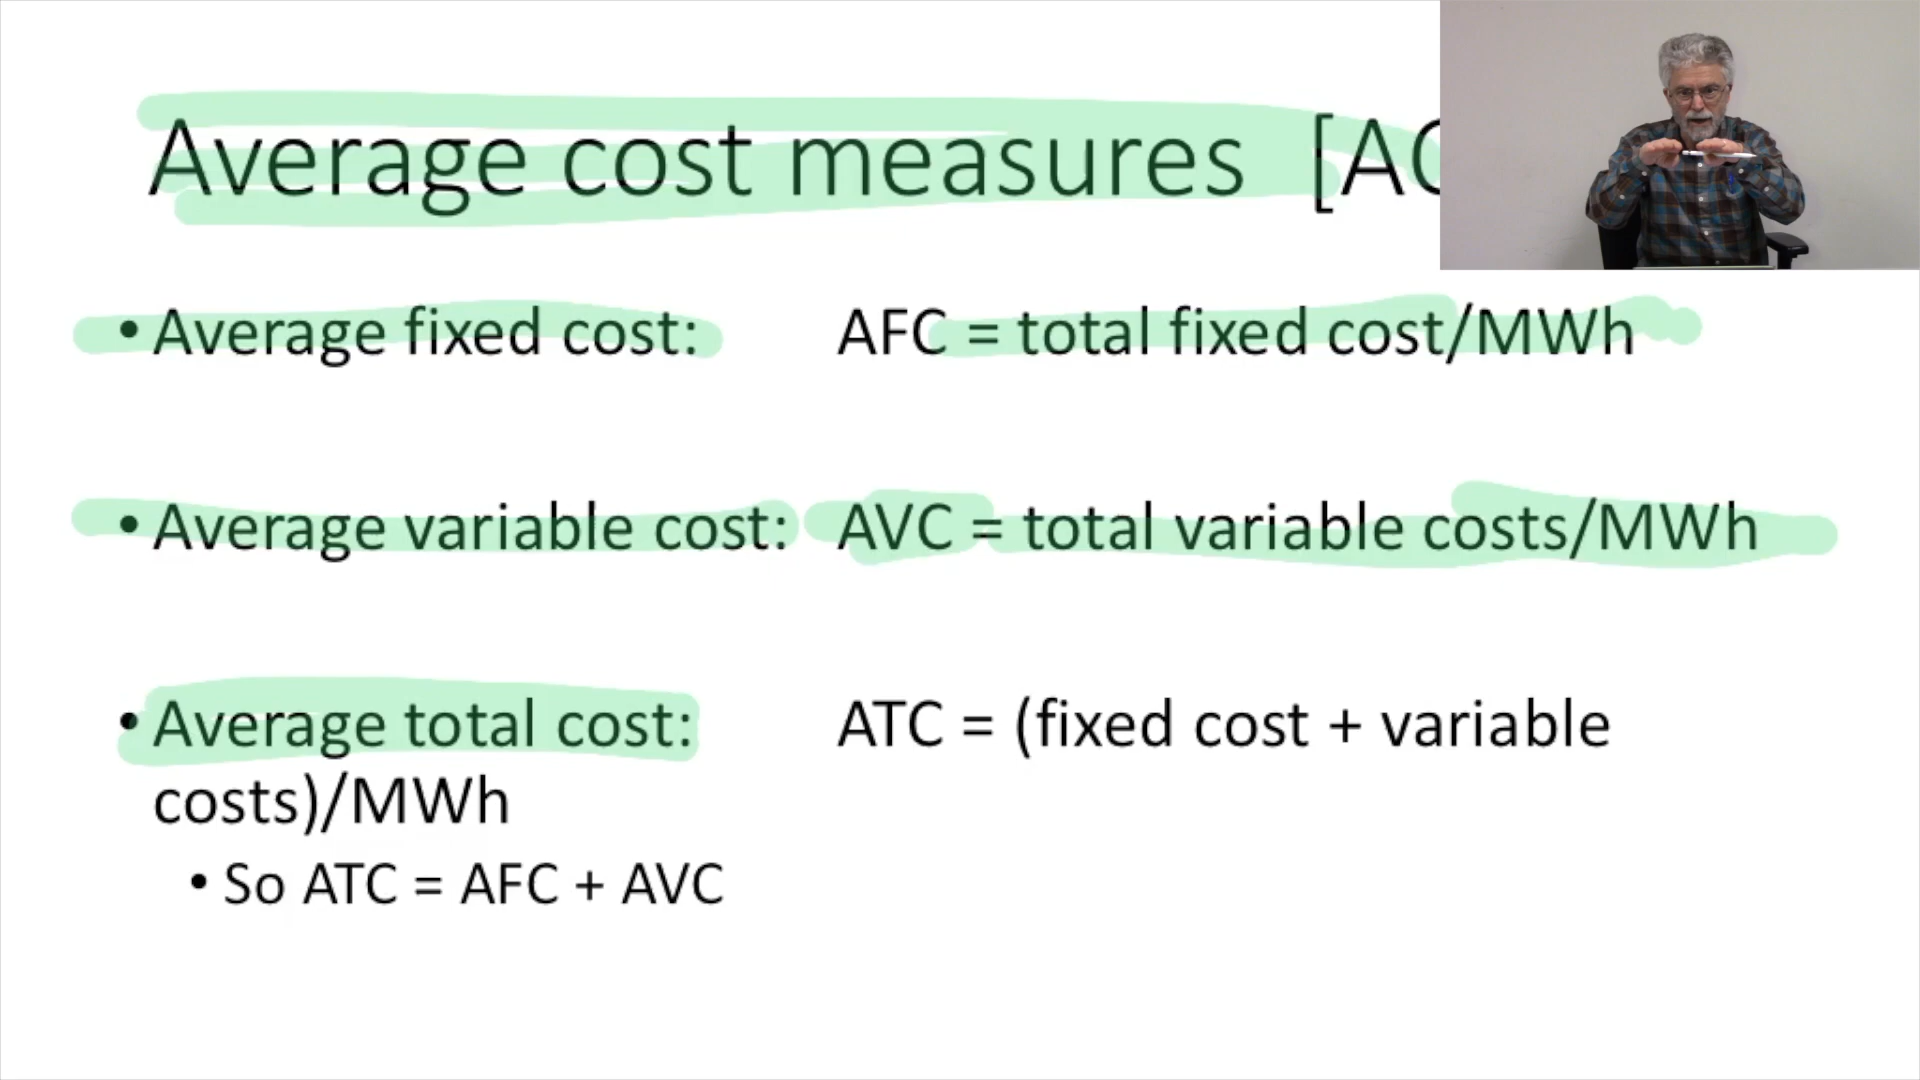 Average cost measures [AC
• Average fixed cost: AFC = total fixed cost/MWh
• Average variable cost: AVC = total variable costs/MWh
• Average total cost: ATC = (fixed cost + variable
costs)/MWh
• So ATC = AFC + AVC